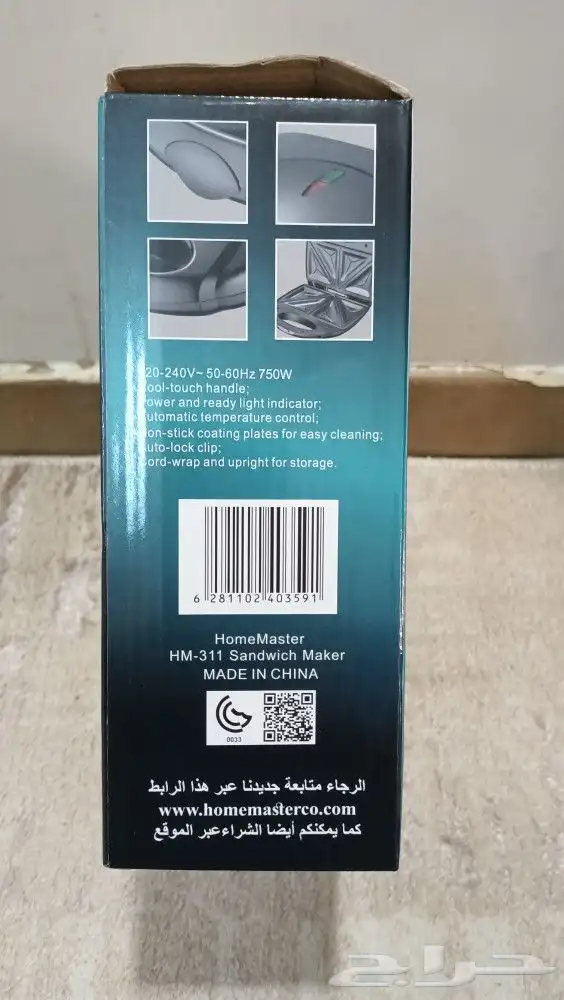 20-240V~ 50-60Hz 750W
ool-touch handle;
ower and ready light indicator;
utomatic temperature control;
on-stick coating plates for easy cleaning;
uto-lock clip;
ord-wrap and upright for storage.
6 281102 403591
HomeMaster
HM-311 Sandwich Maker
MADE IN CHINA
0033
الرجاء متابعة جديدنا عبر هذا الرابط
www.homemasterco.com
كما يمكنكم أيضا الشراءعبر الموقع
حراج